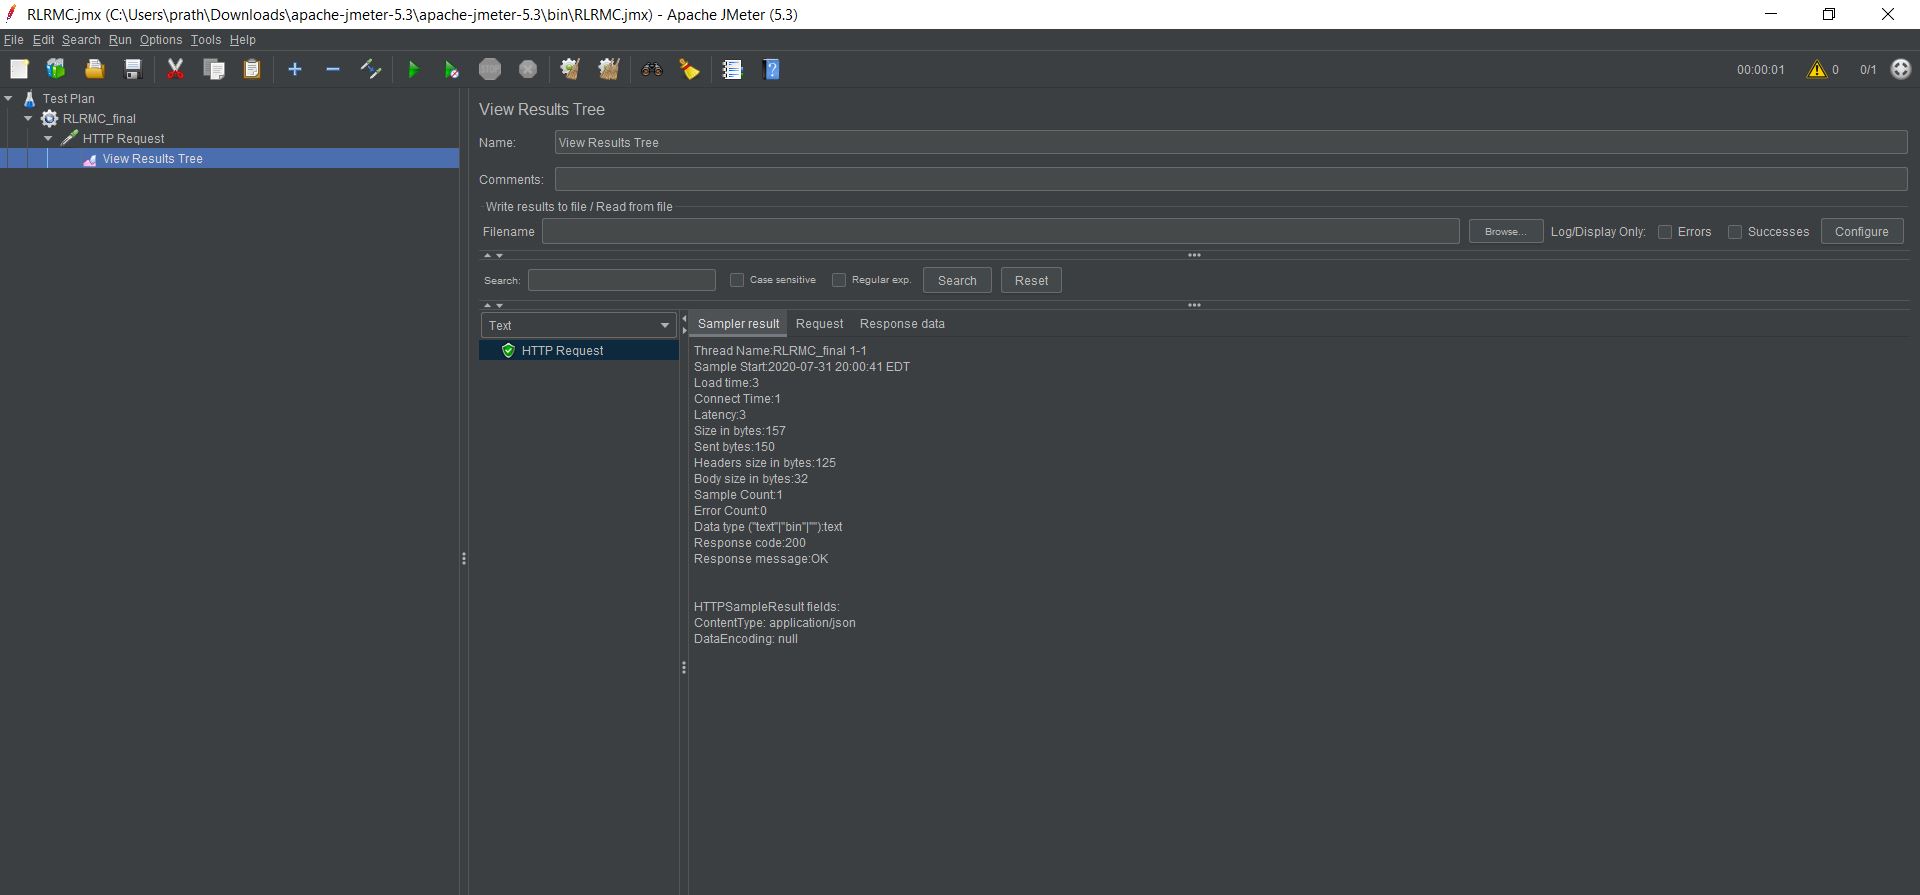 RLRMC.jmx (C:\Users\prath\Downloads\apache-jmeter-5.3\apache-jmeter-5.3\bin\RLRMC.jmx) - Apache JMeter (5.3)
File Edit Search Run Options Tools Help
STOP 00:00:01 0 0/1
Test Plan
RLRMC_final
HTTP Request
View Results Tree
View Results Tree
Name: View Results Tree
Comments:
Write results to file / Read from file
Filename Browse... Log/Display Only: Errors Successes Configure
Search: Case sensitive Regular exp. Search Reset
Text
HTTP Request
Sampler result Request Response data
Thread Name:RLRMC_final 1-1
Sample Start:2020-07-31 20:00:41 EDT
Load time:3
Connect Time:1
Latency:3
Size in bytes:157
Sent bytes:150
Headers size in bytes:125
Body size in bytes:32
Sample Count:1
Error Count:0
Data type ("text"|"bin"|""):text
Response code:200
Response message:OK
HTTPSampleResult fields:
ContentType: application/json
DataEncoding: null